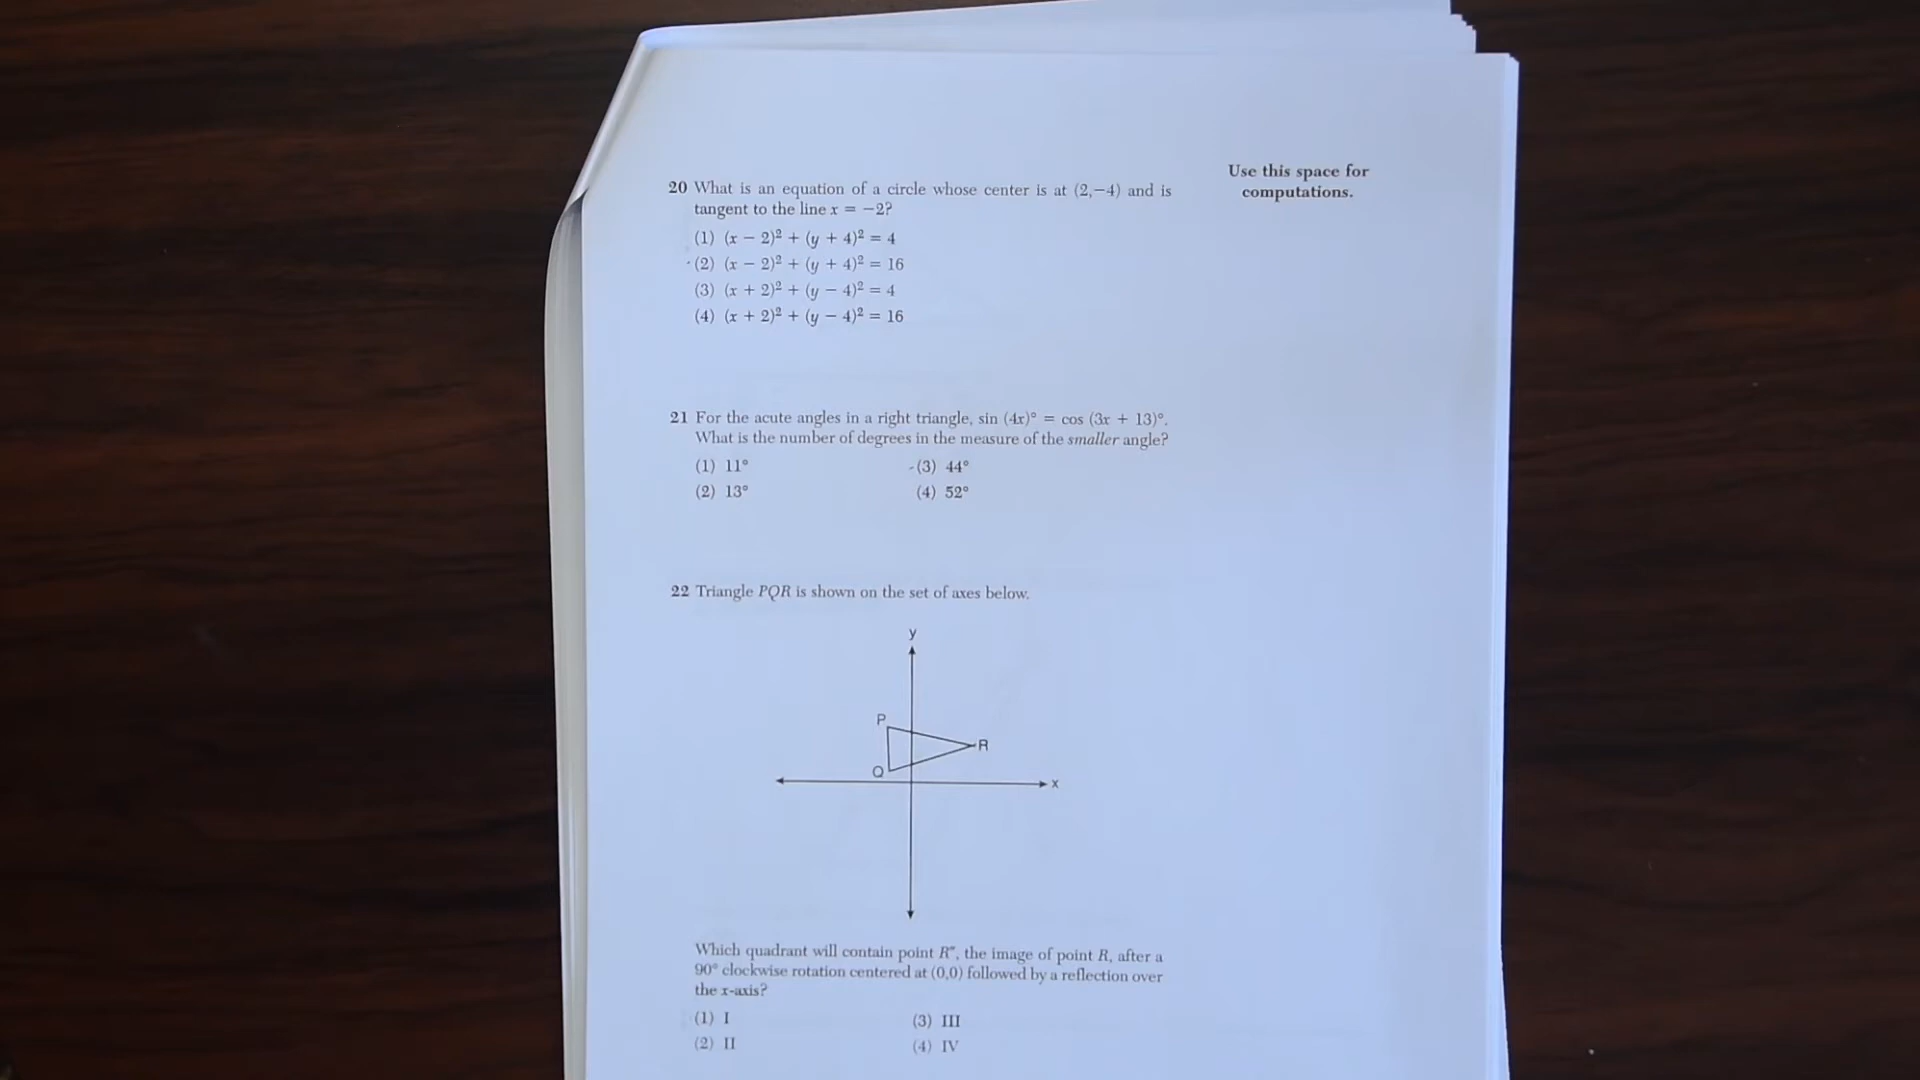 Use this space for
computations.
20 What is an equation of a circle whose center is at (2,−4) and is
tangent to the line x = −2?
(1) (x − 2)² + (y + 4)² = 4
(2) (x − 2)² + (y + 4)² = 16
(3) (x + 2)² + (y − 4)² = 4
(4) (x + 2)² + (y − 4)² = 16
21 For the acute angles in a right triangle, sin (4x)° = cos (3x + 13)°.
What is the number of degrees in the measure of the smaller angle?
(1) 11° (3) 44°
(2) 13° (4) 52°
22 Triangle PQR is shown on the set of axes below.
y
P
R
Q
x
Which quadrant will contain point R″, the image of point R, after a
90° clockwise rotation centered at (0,0) followed by a reflection over
the x-axis?
(1) I (3) III
(2) II (4) IV